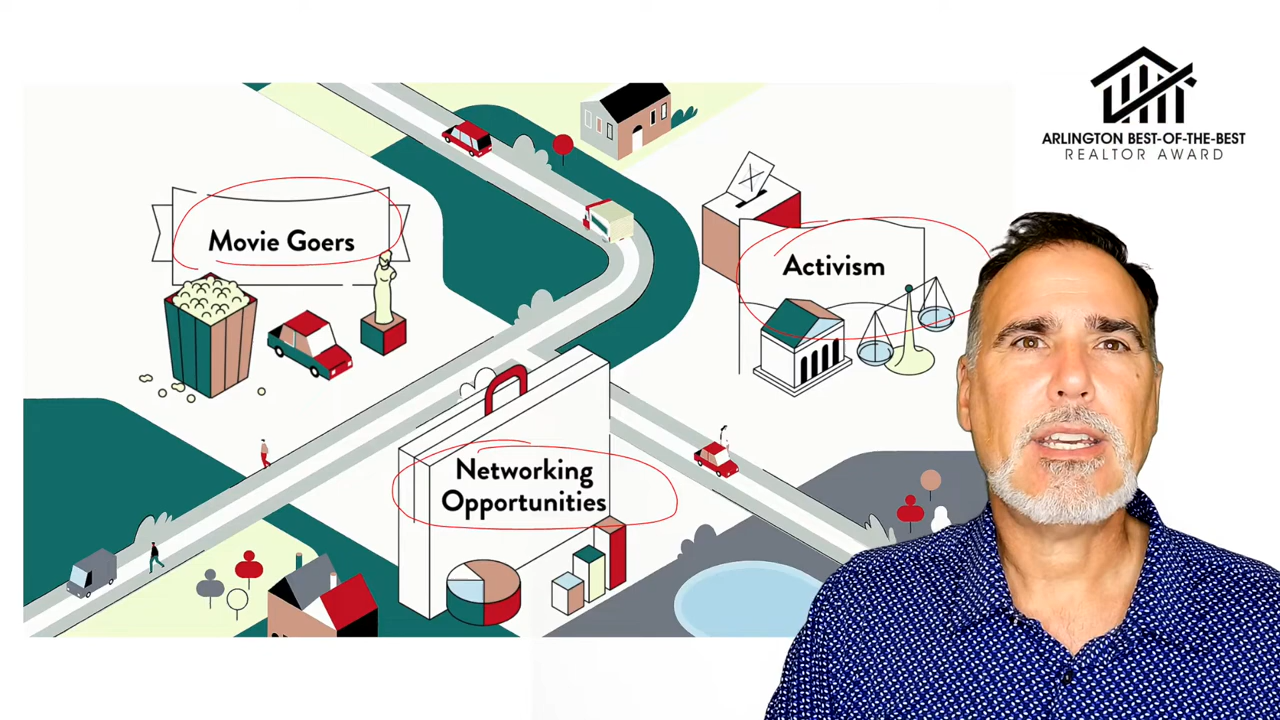 ARLINGTON BEST-OF-THE-BEST
REALTOR AWARD
Movie Goers
Activism
Networking
Opportunities